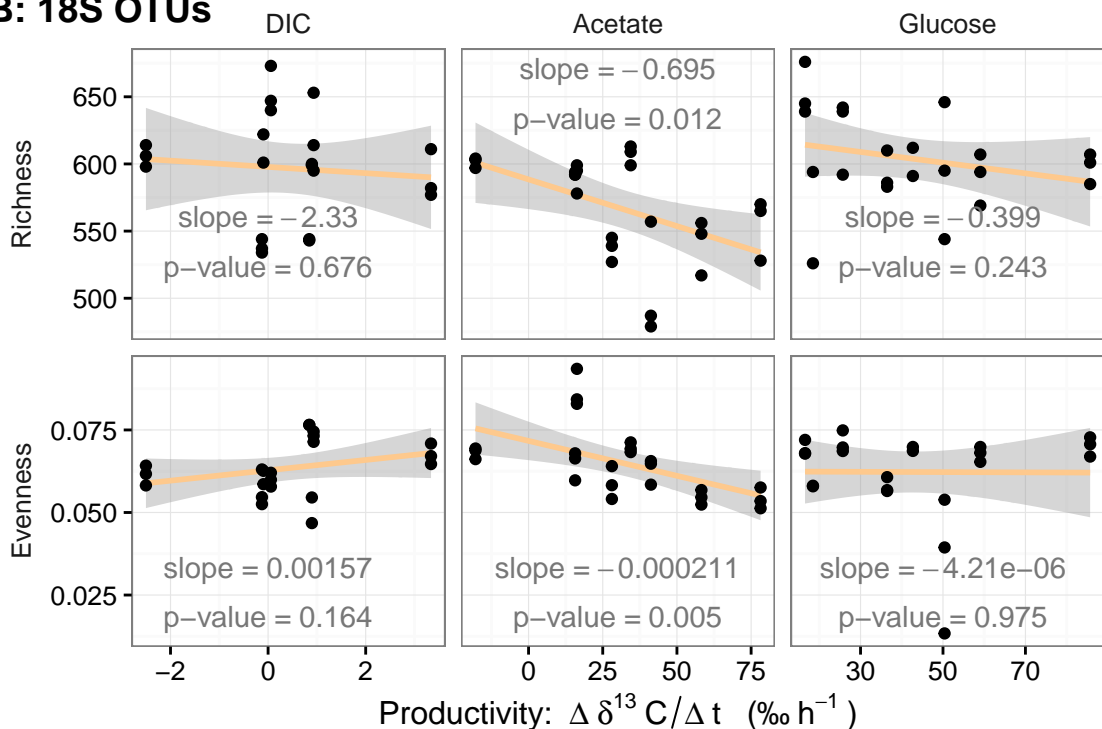 B: 18S OTUs
DIC
Acetate
Glucose
Richness
650
600
550
500
slope = −2.33
p−value = 0.676
slope = −0.695
p−value = 0.012
slope = −0.399
p−value = 0.243
Evenness
0.075
0.050
0.025
slope = 0.00157
p−value = 0.164
slope = −0.000211
p−value = 0.005
slope = −4.21e−06
p−value = 0.975
−2 0 2
0 25 50 75
30 50 70
Productivity: Δ δ¹³ C/Δ t (‰ h⁻¹ )